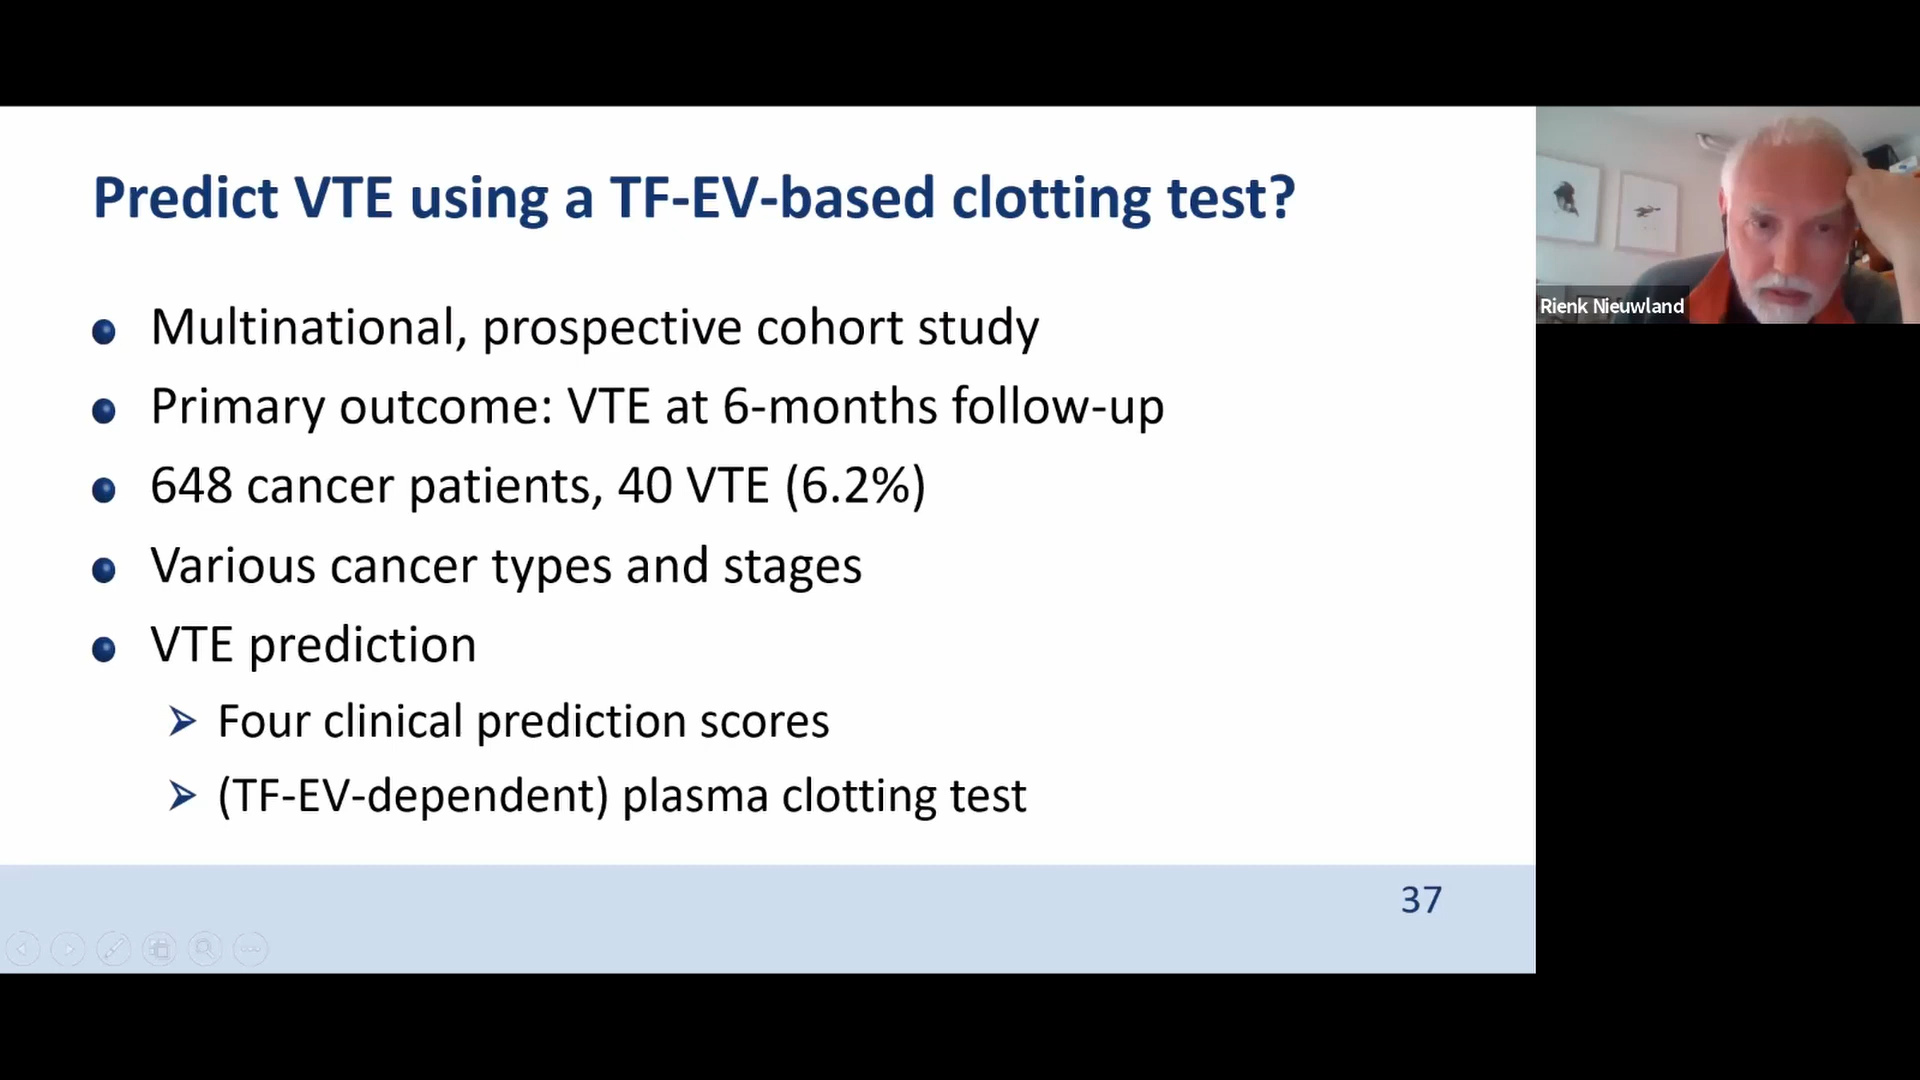 Predict VTE using a TF-EV-based clotting test?
Multinational, prospective cohort study
Primary outcome: VTE at 6-months follow-up
648 cancer patients, 40 VTE (6.2%)
Various cancer types and stages
VTE prediction
Four clinical prediction scores
(TF-EV-dependent) plasma clotting test
37
Rienk Nieuwland